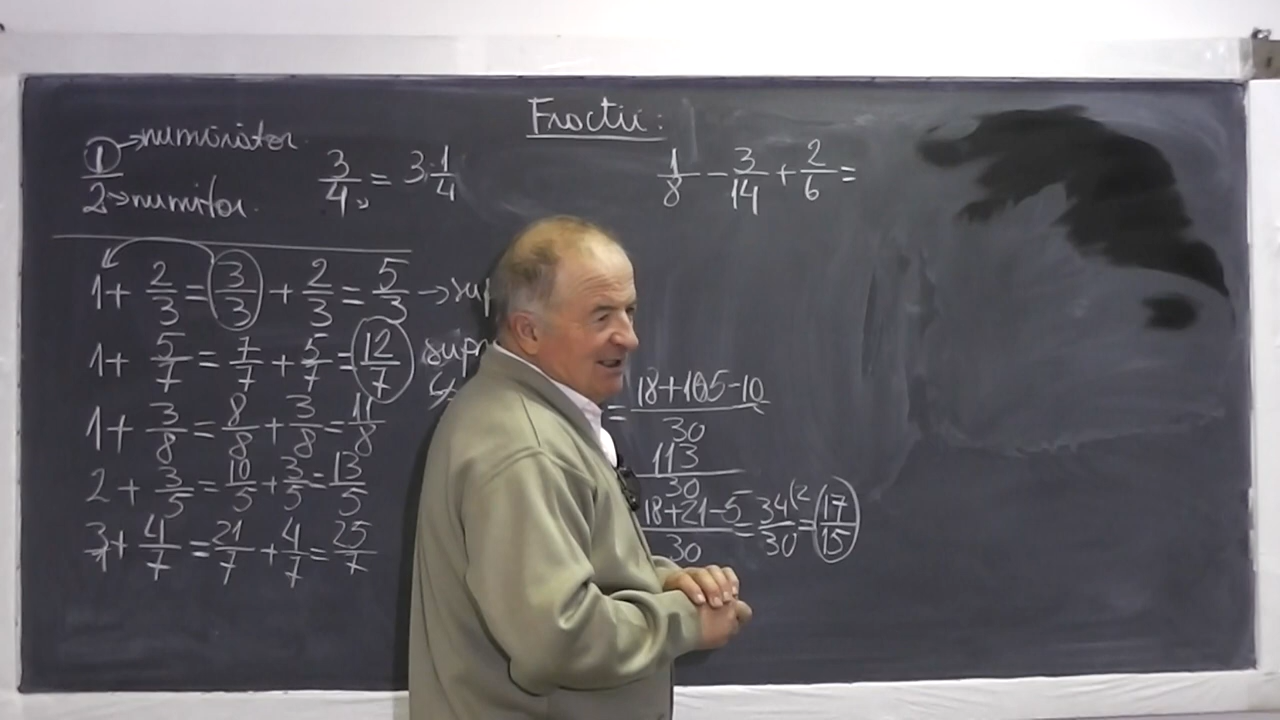 Fractii:
1/2 → numărător
→ numitor.
3/4 = 3·1/4
1/8 - 3/14 + 2/6 =
1 + 2/3 = 3/3 + 2/3 = 5/3 →
1 + 5/7 = 7/7 + 5/7 = 12/7
1 + 3/8 = 8/8 + 3/8 = 11/8
2 + 3/5 = 10/5 + 3/5 = 13/5
3 + 4/7 = 21/7 + 4/7 = 25/7
= 18+105-10/30
113/30
18+21-5/30 = 34/30 (2 = 17/15